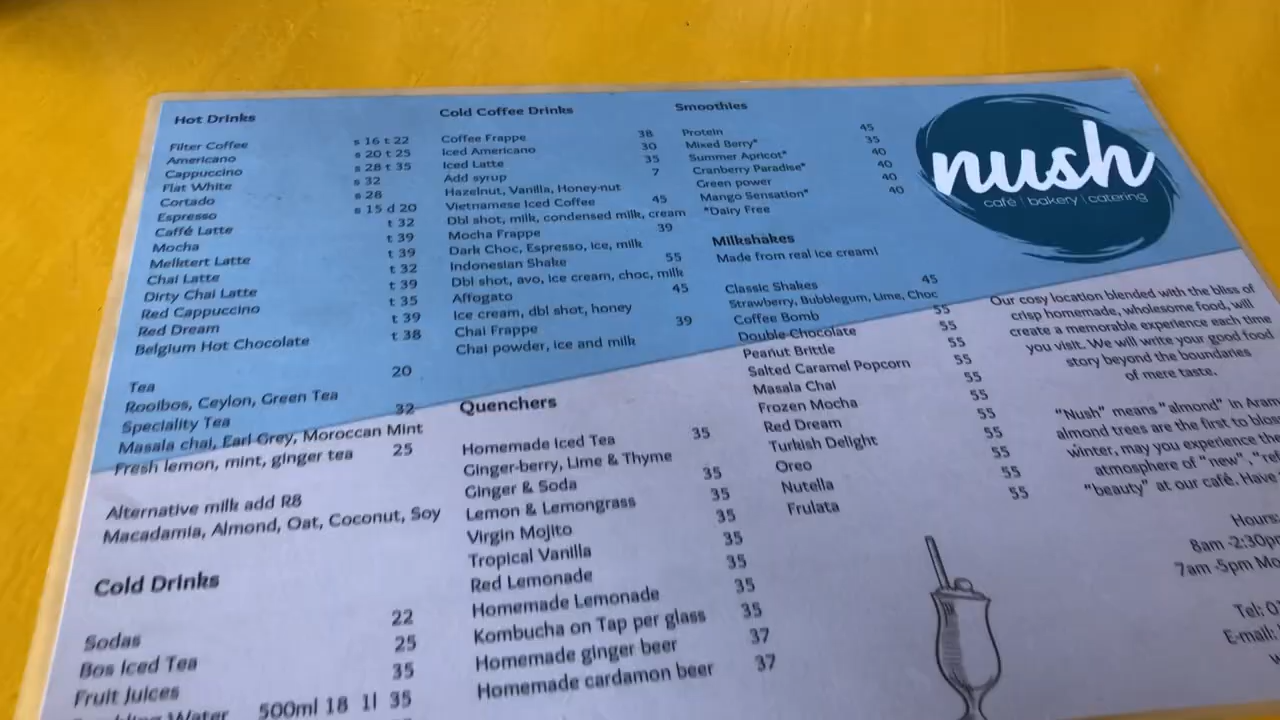 Hot Drinks
Filter Coffee s 16 t 22
Americano s 20 t 25
Cappuccino s 28 t 35
Flat White s 32
Cortado s 28
Espresso s 15 d 20
Caffé Latte t 32
Mocha t 39
Melktert Latte t 39
Chai Latte t 32
Dirty Chai Latte t 39
Red Cappuccino t 35
Red Dream t 39
Belgium Hot Chocolate t 38
Tea 20
Rooibos, Ceylon, Green Tea
Speciality Tea 32
Masala chai, Earl Grey, Moroccan Mint
Fresh lemon, mint, ginger tea 25
Alternative milk add R8
Macadamia, Almond, Oat, Coconut, Soy
Cold Drinks
Sodas 22
Bos Iced Tea 25
Fruit Juices 35
Water 500ml 18 1l 35
Cold Coffee Drinks
Coffee Frappe 38
Iced Americano 30
Iced Latte 35
Add syrup 7
Hazelnut, Vanilla, Honey-nut
Vietnamese Iced Coffee 45
Dbl shot, milk, condensed milk, cream
Mocha Frappe 39
Dark Choc, Espresso, ice, milk
Indonesian Shake 55
Dbl shot, avo, ice cream, choc, milk
Affogato 45
Ice cream, dbl shot, honey
Chai Frappe 39
Chai powder, ice and milk
Quenchers
Homemade Iced Tea 35
Ginger-berry, Lime & Thyme
Ginger & Soda 35
Lemon & Lemongrass 35
Virgin Mojito 35
Tropical Vanilla 35
Red Lemonade 35
Homemade Lemonade 35
Kombucha on Tap per glass 35
Homemade ginger beer 37
Homemade cardamon beer 37
Smoothies
Protein 45
Mixed Berry* 35
Summer Apricot* 40
Cranberry Paradise* 40
Green power 40
Mango Sensation* 40
*Dairy Free
Milkshakes
Made from real ice cream!
Classic Shakes 45
Strawberry, Bubblegum, Lime, Choc
Coffee Bomb 55
Double Chocolate 55
Peanut Brittle 55
Salted Caramel Popcorn 55
Masala Chai 55
Frozen Mocha 55
Red Dream 55
Turkish Delight 55
Oreo 55
Nutella 55
Frulata 55
nush
café | bakery | catering
Our cosy location blended with the bliss of
crisp homemade, wholesome food, will
create a memorable experience each time
you visit. We will write your good food
story beyond the boundaries
of mere taste.
"Nush" means "almond" in Aram
almond trees are the first to blos
winter, may you experience the
atmosphere of "new", "ref
"beauty" at our café. Have
Hours:
8am -2:30pm
7am -5pm Mo
Tel: 0
E-mail: